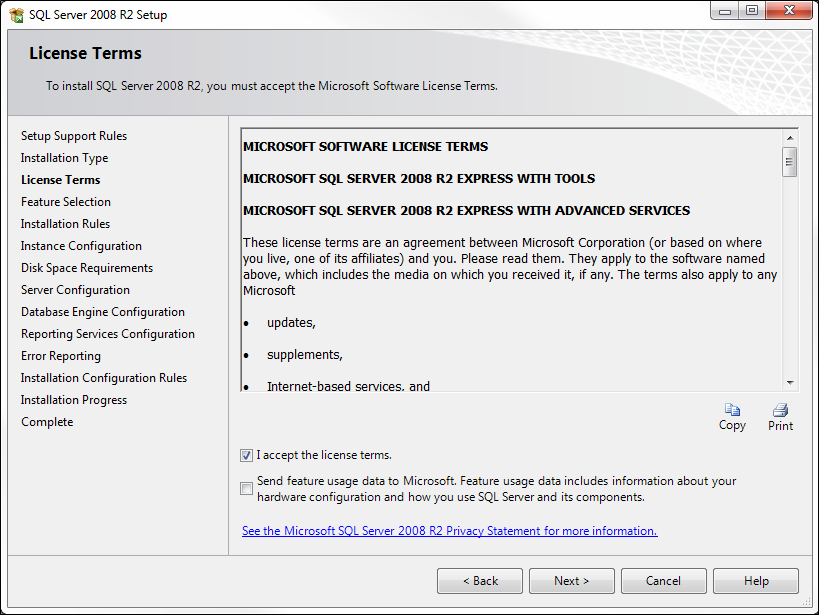 SQL Server 2008 R2 Setup
License Terms
To install SQL Server 2008 R2, you must accept the Microsoft Software License Terms.
Setup Support Rules
Installation Type
License Terms
Feature Selection
Installation Rules
Instance Configuration
Disk Space Requirements
Server Configuration
Database Engine Configuration
Reporting Services Configuration
Error Reporting
Installation Configuration Rules
Installation Progress
Complete
MICROSOFT SOFTWARE LICENSE TERMS
MICROSOFT SQL SERVER 2008 R2 EXPRESS WITH TOOLS
MICROSOFT SQL SERVER 2008 R2 EXPRESS WITH ADVANCED SERVICES
These license terms are an agreement between Microsoft Corporation (or based on where
you live, one of its affiliates) and you. Please read them. They apply to the software named
above, which includes the media on which you received it, if any. The terms also apply to any
Microsoft
• updates,
• supplements,
• Internet-based services, and
Copy
Print
I accept the license terms.
Send feature usage data to Microsoft. Feature usage data includes information about your
hardware configuration and how you use SQL Server and its components.
See the Microsoft SQL Server 2008 R2 Privacy Statement for more information.
< Back
Next >
Cancel
Help